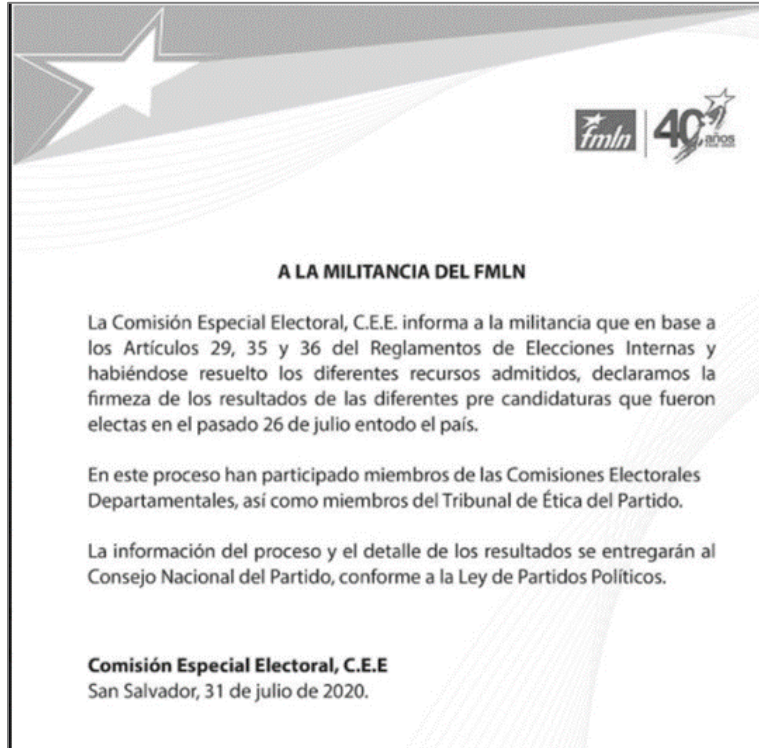 fmln
40 años
A LA MILITANCIA DEL FMLN
La Comisión Especial Electoral, C.E.E. informa a la militancia que en base a
los Artículos 29, 35 y 36 del Reglamentos de Elecciones Internas y
habiéndose resuelto los diferentes recursos admitidos, declaramos la
firmeza de los resultados de las diferentes pre candidaturas que fueron
electas en el pasado 26 de julio entodo el país.
En este proceso han participado miembros de las Comisiones Electorales
Departamentales, así como miembros del Tribunal de Ética del Partido.
La información del proceso y el detalle de los resultados se entregarán al
Consejo Nacional del Partido, conforme a la Ley de Partidos Políticos.
Comisión Especial Electoral, C.E.E
San Salvador, 31 de julio de 2020.